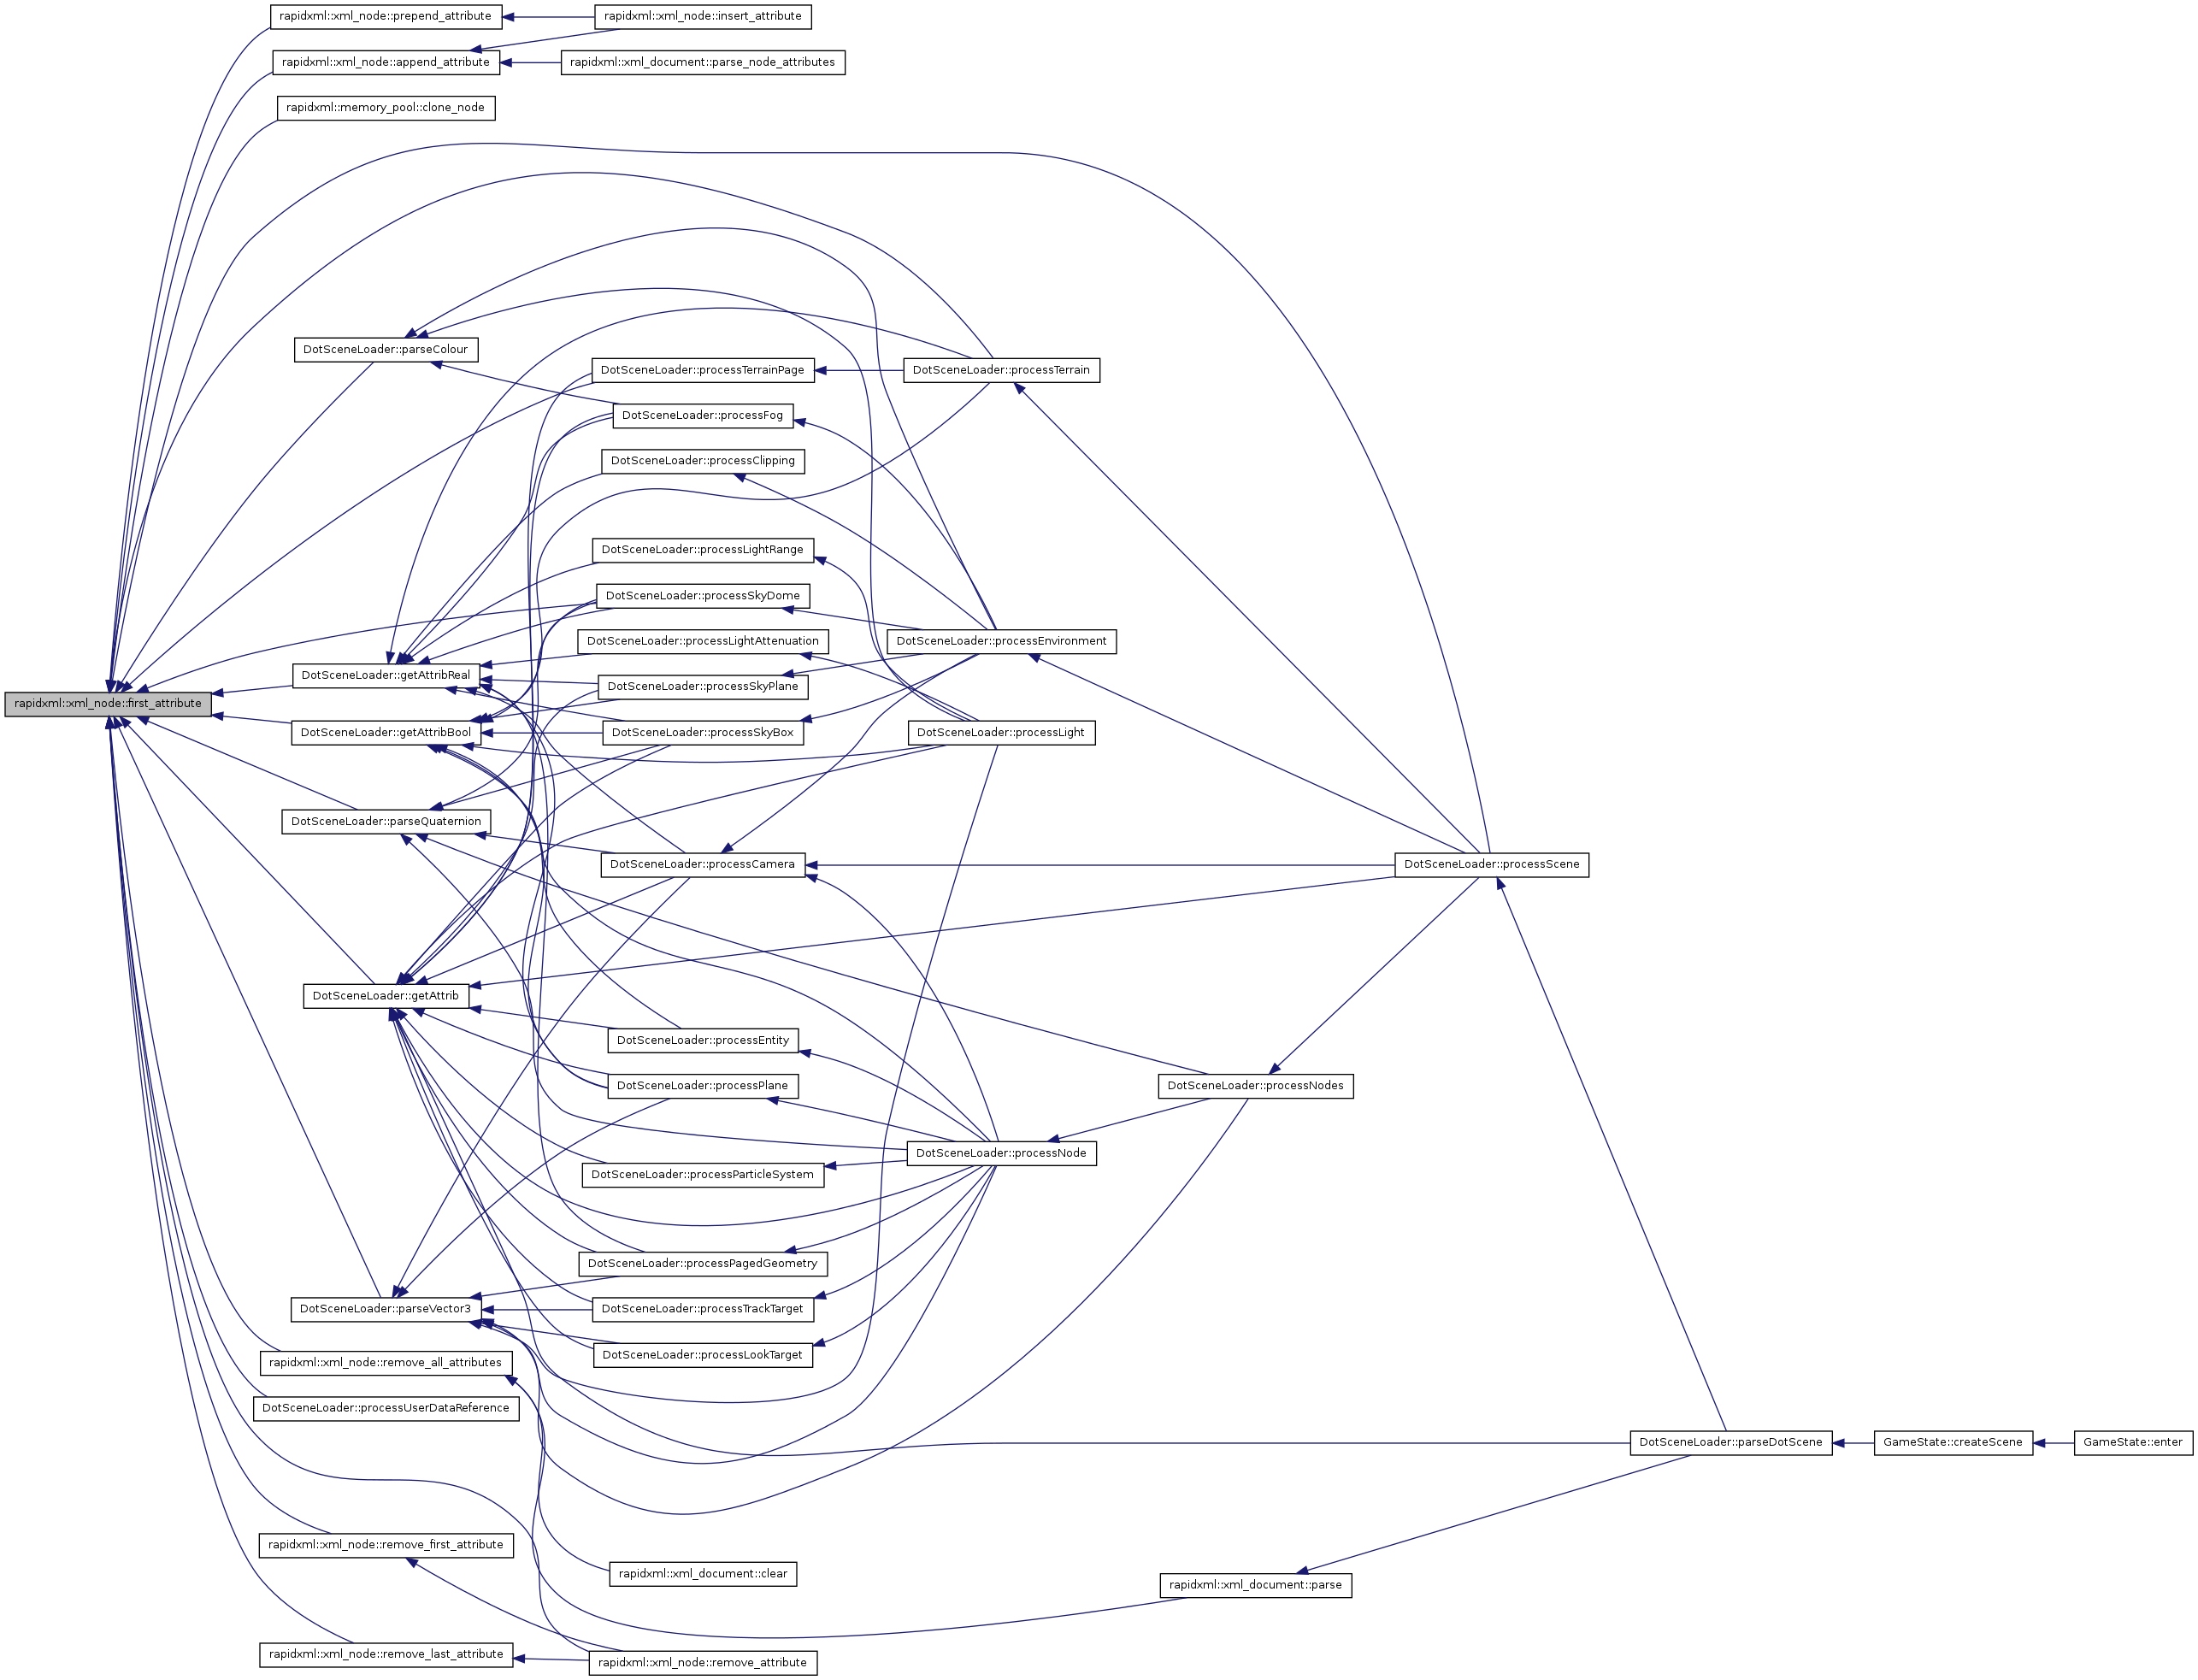 rapidxml::xml_node::prepend_attribute
rapidxml::xml_node::insert_attribute
rapidxml::xml_node::append_attribute
rapidxml::xml_document::parse_node_attributes
rapidxml::memory_pool::clone_node
DotSceneLoader::parseColour
DotSceneLoader::processTerrainPage
DotSceneLoader::processTerrain
DotSceneLoader::processFog
DotSceneLoader::processClipping
DotSceneLoader::processLightRange
DotSceneLoader::processSkyDome
DotSceneLoader::processLightAttenuation
DotSceneLoader::processEnvironment
DotSceneLoader::getAttribReal
DotSceneLoader::processSkyPlane
rapidxml::xml_node::first_attribute
DotSceneLoader::getAttribBool
DotSceneLoader::processSkyBox
DotSceneLoader::processLight
DotSceneLoader::parseQuaternion
DotSceneLoader::processCamera
DotSceneLoader::processScene
DotSceneLoader::getAttrib
DotSceneLoader::processEntity
DotSceneLoader::processPlane
DotSceneLoader::processNodes
DotSceneLoader::processNode
DotSceneLoader::processParticleSystem
DotSceneLoader::processPagedGeometry
DotSceneLoader::parseVector3
DotSceneLoader::processTrackTarget
DotSceneLoader::processLookTarget
rapidxml::xml_node::remove_all_attributes
DotSceneLoader::processUserDataReference
DotSceneLoader::parseDotScene
GameState::createScene
GameState::enter
rapidxml::xml_node::remove_first_attribute
rapidxml::xml_document::clear
rapidxml::xml_document::parse
rapidxml::xml_node::remove_last_attribute
rapidxml::xml_node::remove_attribute